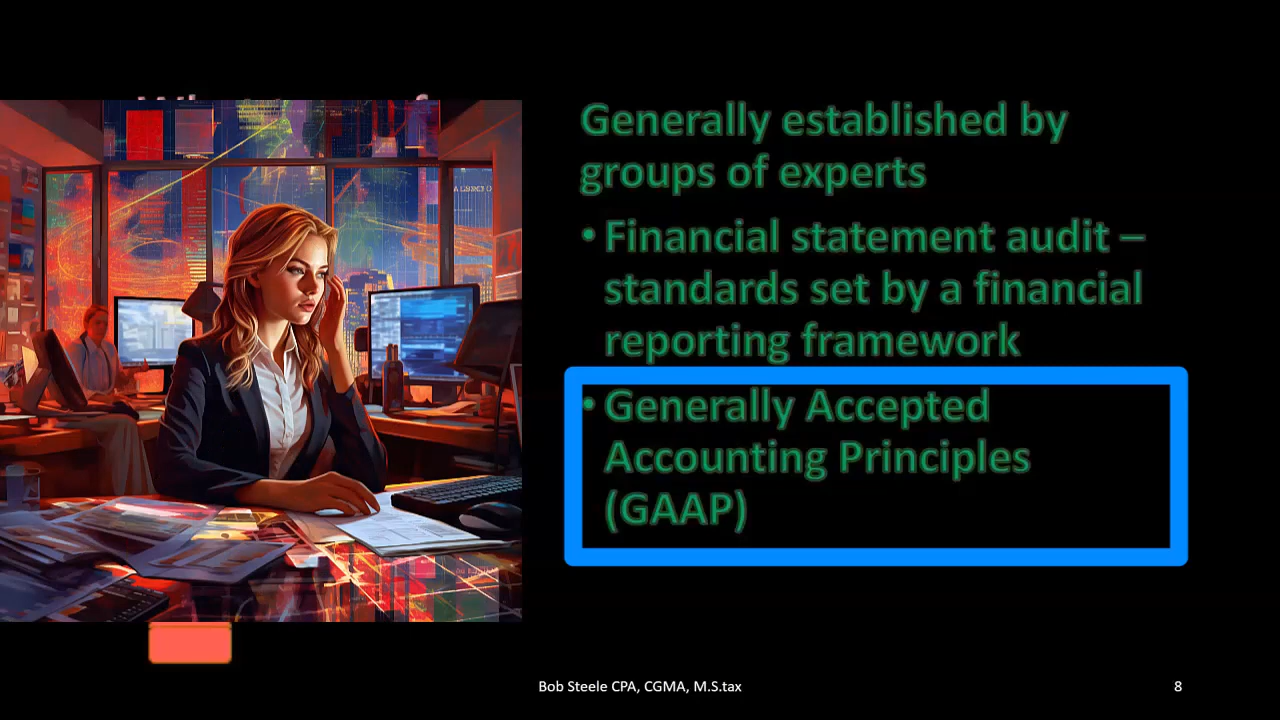 Generally established by
groups of experts
• Financial statement audit –
standards set by a financial
reporting framework
• Generally Accepted
Accounting Principles
(GAAP)
Bob Steele CPA, CGMA, M.S.tax
8